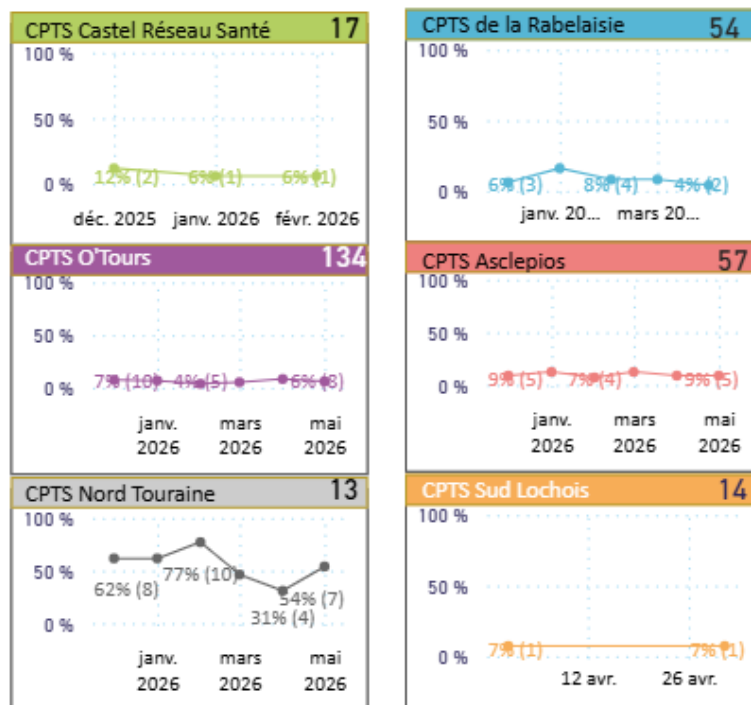 CPTS Castel Réseau Santé 17
100 %
50 %
0 %
12% (2) 6% (1) 6% (1)
déc. 2025 janv. 2026 févr. 2026
CPTS de la Rabelaisie 54
100 %
50 %
0 %
6% (3) 8% (4) 4% (2)
janv. 20... mars 20...
CPTS O'Tours 134
100 %
50 %
0 %
7% (10) 4% (5) 6% (8)
janv. mars mai
2026 2026 2026
CPTS Asclepios 57
100 %
50 %
0 %
9% (5) 7% (4) 9% (5)
janv. mars mai
2026 2026 2026
CPTS Nord Touraine 13
100 %
50 %
0 %
62% (8) 77% (10) 31% (4) 54% (7)
janv. mars mai
2026 2026 2026
CPTS Sud Lochois 14
100 %
50 %
0 %
7% (1) 7% (1)
12 avr. 26 avr.